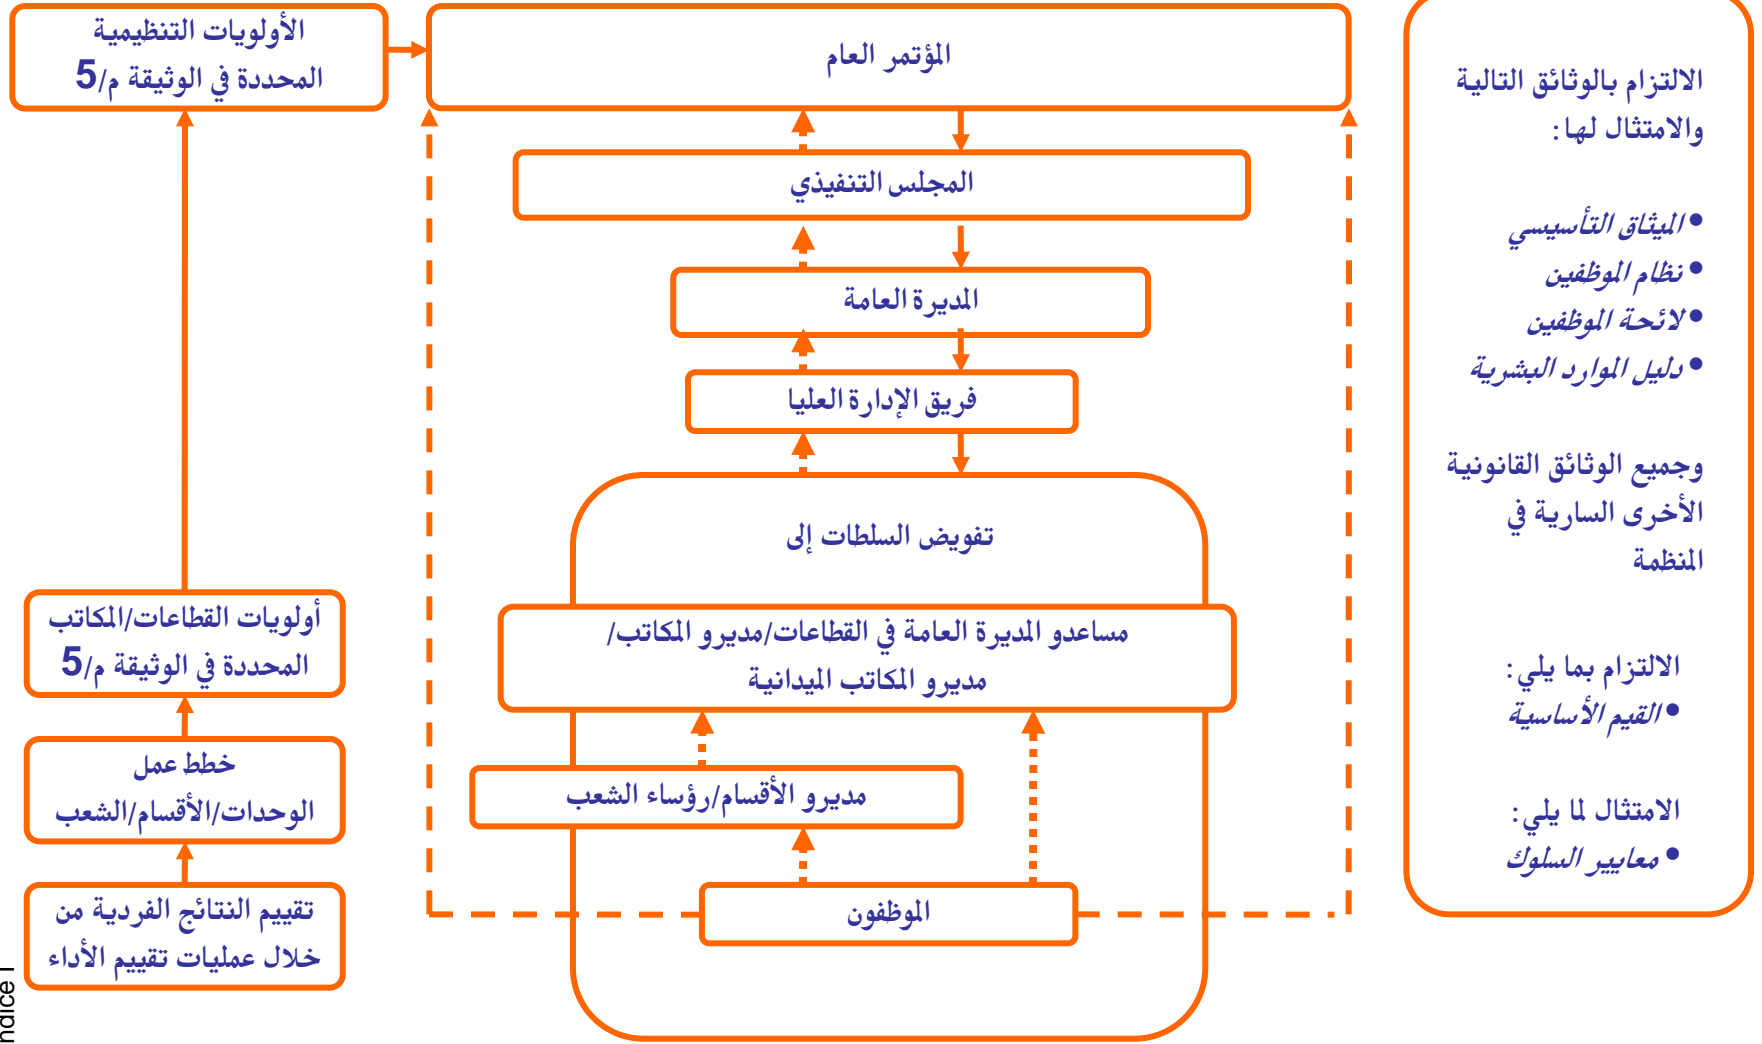 الأولويات التنظيمية
المحددة في الوثيقة م/5
المؤتمر العام
المجلس التنفيذي
المديرة العامة
فريق الإدارة العليا
تفويض السلطات إلى
مساعدو المديرة العامة في القطاعات/مديرو المكاتب/
مديرو المكاتب الميدانية
مديرو الأقسام/رؤساء الشعب
الموظفون
أولويات القطاعات/المكاتب
المحددة في الوثيقة م/5
خطط عمل
الوحدات/الأقسام/الشعب
تقييم النتائج الفردية من
خلال عمليات تقييم الأداء
الالتزام بالوثائق التالية
والامتثال لها:
• الميثاق التأسيسي
• نظام الموظفين
• لائحة الموظفين
• دليل الموارد البشرية
وجميع الوثائق القانونية
الأخرى السارية في
المنظمة
الالتزام بما يلي:
• القيم الأساسية
الامتثال لما يلي:
• معايير السلوك